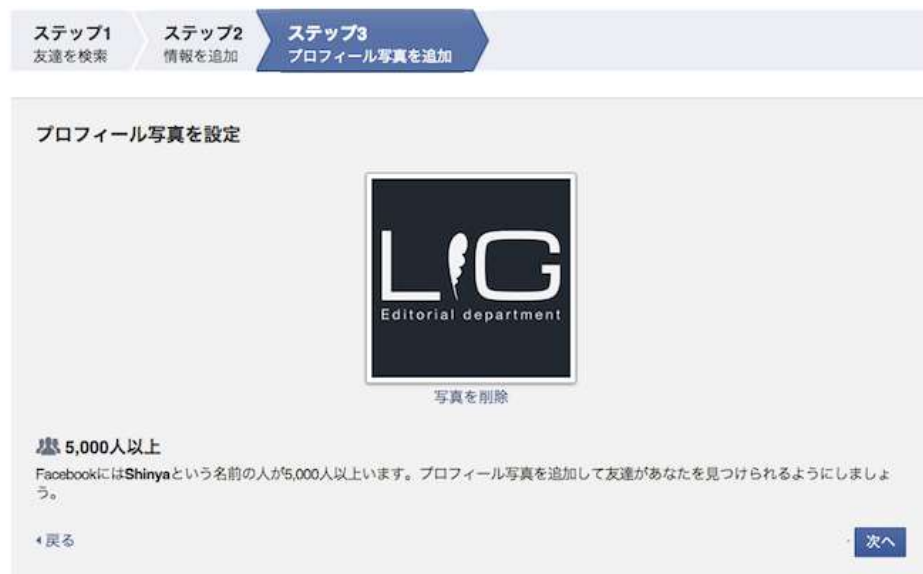 ステップ1
友達を検索
ステップ2
情報を追加
ステップ3
プロフィール写真を追加
プロフィール写真を設定
LIG
Editorial department
写真を削除
5,000人以上
FacebookにはShinyaという名前の人が5,000人以上います。プロフィール写真を追加して友達があなたを見つけられるようにしましょ
う。
戻る
次へ